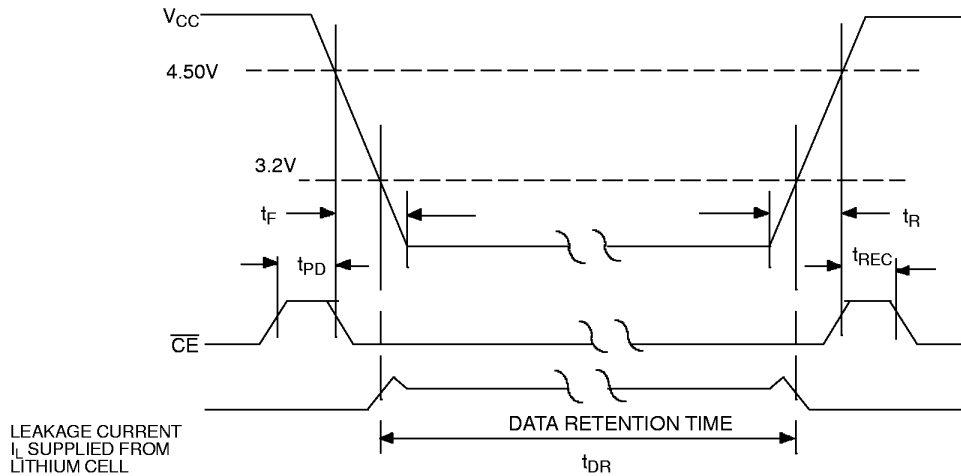 VCC
4.50V
3.2V
tF
tR
tPD
tREC
CE
DATA RETENTION TIME
LEAKAGE CURRENT
IL SUPPLIED FROM
LITHIUM CELL
tDR